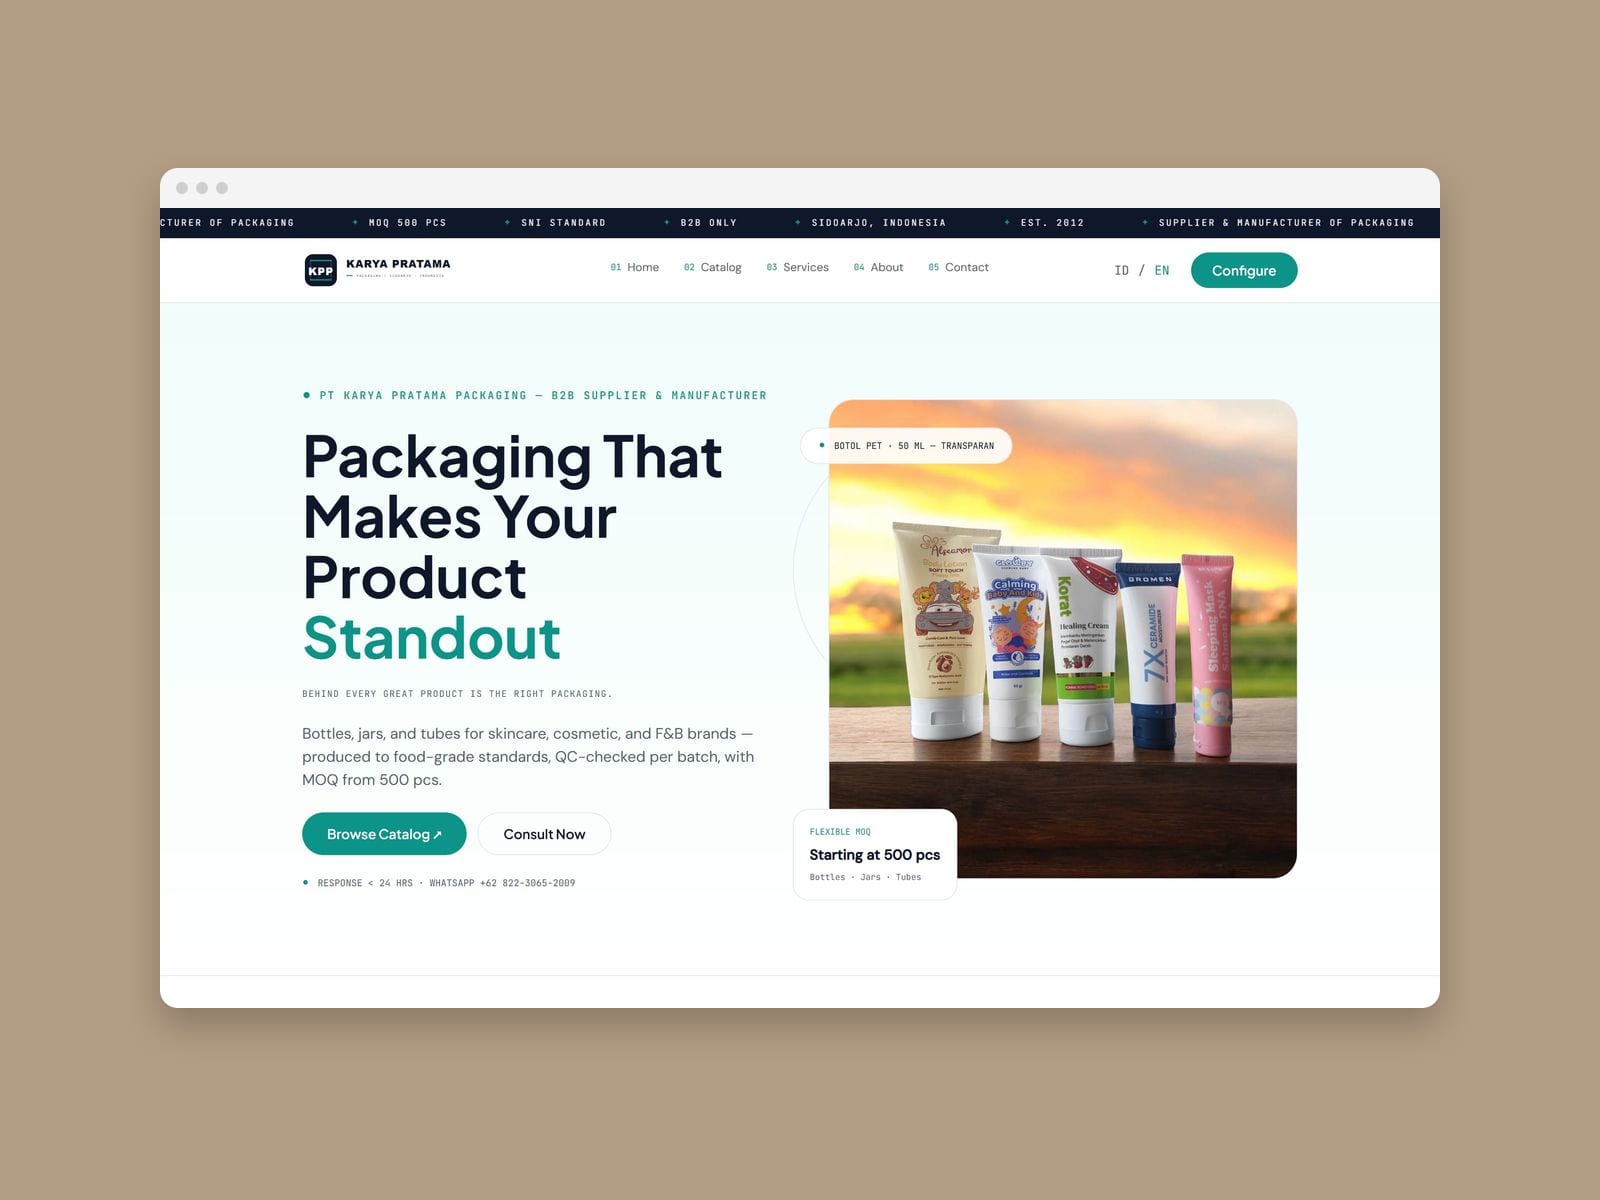 CTURER OF PACKAGING ✦ MOQ 500 PCS ✦ SNI STANDARD ✦ B2B ONLY ✦ SIDOARJO, INDONESIA ✦ EST. 2012 ✦ SUPPLIER & MANUFACTURER OF PACKAGING
KPP
KARYA PRATAMA
01 Home 02 Catalog 03 Services 04 About 05 Contact
ID / EN
Configure
PT KARYA PRATAMA PACKAGING — B2B SUPPLIER & MANUFACTURER
Packaging That
Makes Your
Product
Standout
BEHIND EVERY GREAT PRODUCT IS THE RIGHT PACKAGING.
Bottles, jars, and tubes for skincare, cosmetic, and F&B brands —
produced to food-grade standards, QC-checked per batch, with
MOQ from 500 pcs.
Browse Catalog ↗
Consult Now
RESPONSE < 24 HRS · WHATSAPP +62 822-3065-2009
BOTOL PET · 50 ML — TRANSPARAN
Body Lotion
SOFT TOUCH
GLOWBY
Calming
Baby And Kids
Korat
Healing Cream
BROMEN
7X CERAMIDE
MOISTURIZER
Sleeping Mask
Salmon DNA
FLEXIBLE MOQ
Starting at 500 pcs
Bottles · Jars · Tubes